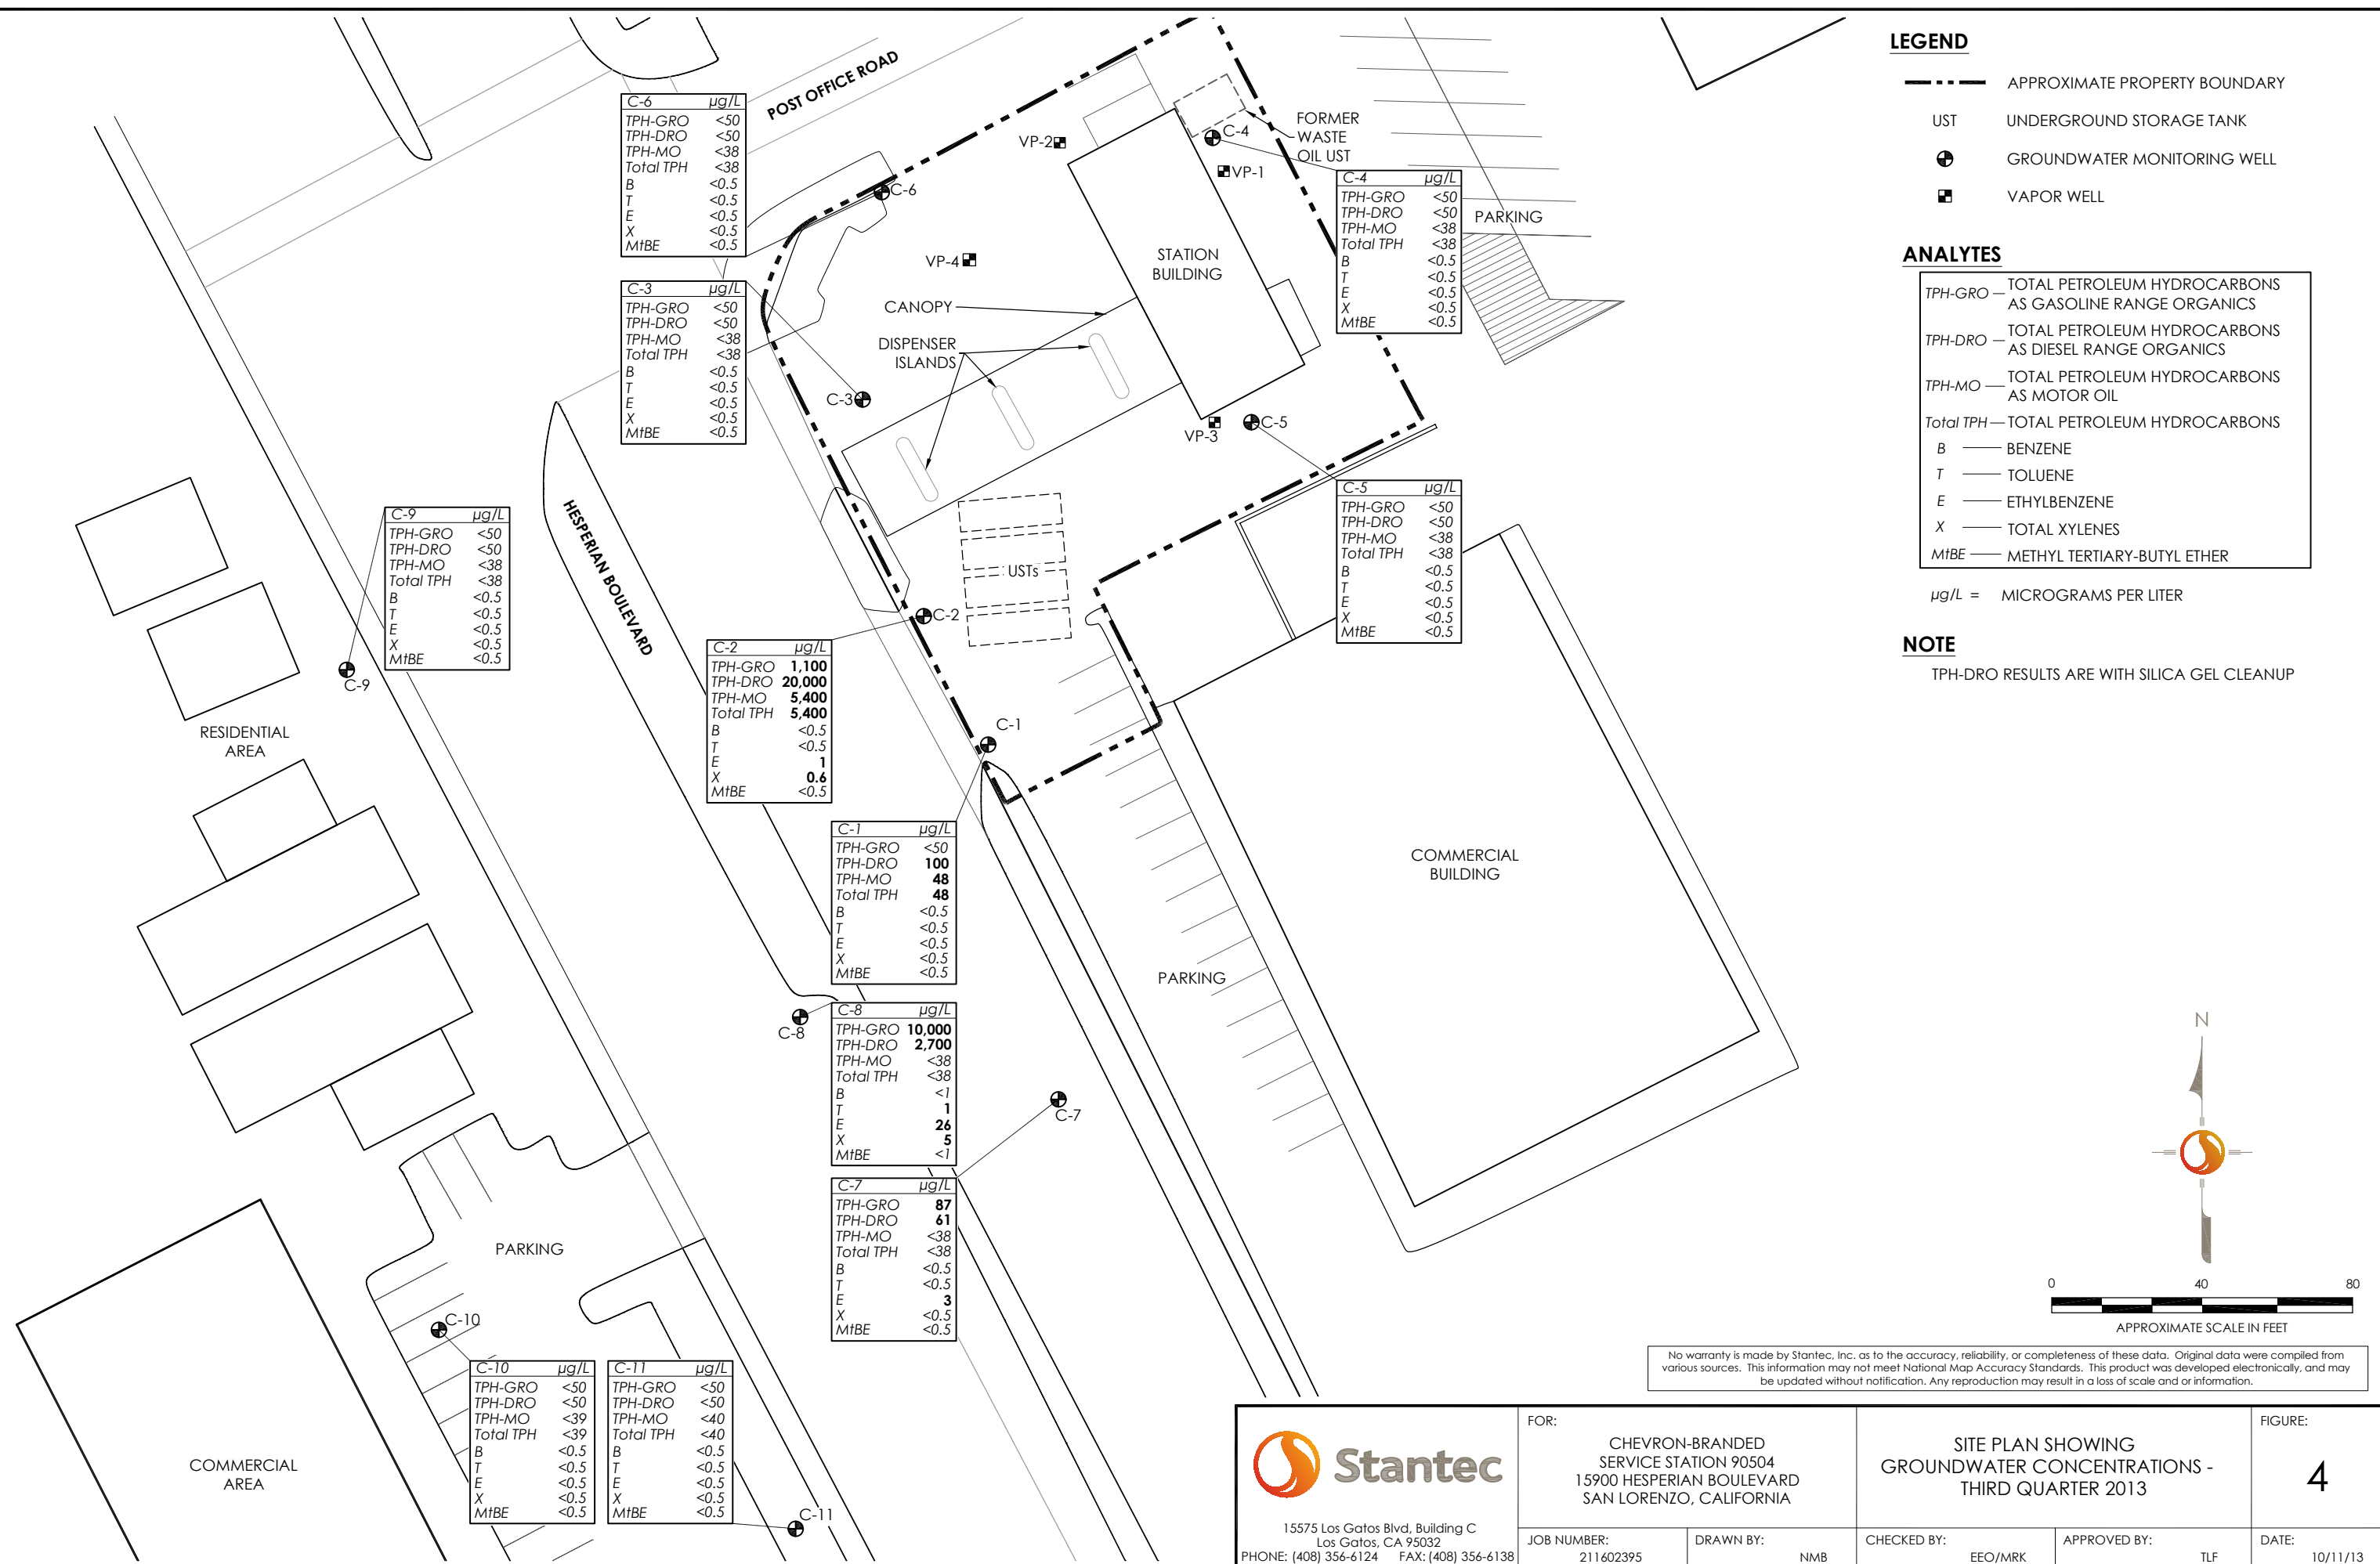 POST OFFICE ROAD
C-6 µg/L
TPH-GRO <50
TPH-DRO <50
TPH-MO <38
Total TPH <38
B <0.5
T <0.5
E <0.5
X <0.5
MtBE <0.5
C-3 µg/L
TPH-GRO <50
TPH-DRO <50
TPH-MO <38
Total TPH <38
B <0.5
T <0.5
E <0.5
X <0.5
MtBE <0.5
VP-2
C-6
VP-4
CANOPY
DISPENSER
ISLANDS
C-3
STATION
BUILDING
FORMER
WASTE
OIL UST
C-4
VP-1
C-4 µg/L
TPH-GRO <50
TPH-DRO <50
TPH-MO <38
Total TPH <38
B <0.5
T <0.5
E <0.5
X <0.5
MtBE <0.5
PARKING
VP-3
C-5
C-5 µg/L
TPH-GRO <50
TPH-DRO <50
TPH-MO <38
Total TPH <38
B <0.5
T <0.5
E <0.5
X <0.5
MtBE <0.5
C-9 µg/L
TPH-GRO <50
TPH-DRO <50
TPH-MO <38
Total TPH <38
B <0.5
T <0.5
E <0.5
X <0.5
MtBE <0.5
C-9
RESIDENTIAL
AREA
HESPERIAN BOULEVARD
USTs
C-2
C-2 µg/L
TPH-GRO 1,100
TPH-DRO 20,000
TPH-MO 5,400
Total TPH 5,400
B <0.5
T <0.5
E 1
X 0.6
MtBE <0.5
C-1
C-1 µg/L
TPH-GRO <50
TPH-DRO 100
TPH-MO 48
Total TPH 48
B <0.5
T <0.5
E <0.5
X <0.5
MtBE <0.5
COMMERCIAL
BUILDING
PARKING
C-8
C-8 µg/L
TPH-GRO 10,000
TPH-DRO 2,700
TPH-MO <38
Total TPH <38
B <1
T 1
E 26
X 5
MtBE <1
C-7
C-7 µg/L
TPH-GRO 87
TPH-DRO 61
TPH-MO <38
Total TPH <38
B <0.5
T <0.5
E 3
X <0.5
MtBE <0.5
PARKING
C-10
C-10 µg/L
TPH-GRO <50
TPH-DRO <50
TPH-MO <39
Total TPH <39
B <0.5
T <0.5
E <0.5
X <0.5
MtBE <0.5
C-11 µg/L
TPH-GRO <50
TPH-DRO <50
TPH-MO <40
Total TPH <40
B <0.5
T <0.5
E <0.5
X <0.5
MtBE <0.5
C-11
COMMERCIAL
AREA
LEGEND
APPROXIMATE PROPERTY BOUNDARY
UST UNDERGROUND STORAGE TANK
GROUNDWATER MONITORING WELL
VAPOR WELL
ANALYTES
TPH-GRO — TOTAL PETROLEUM HYDROCARBONS
AS GASOLINE RANGE ORGANICS
TPH-DRO — TOTAL PETROLEUM HYDROCARBONS
AS DIESEL RANGE ORGANICS
TPH-MO — TOTAL PETROLEUM HYDROCARBONS
AS MOTOR OIL
Total TPH — TOTAL PETROLEUM HYDROCARBONS
B — BENZENE
T — TOLUENE
E — ETHYLBENZENE
X — TOTAL XYLENES
MtBE — METHYL TERTIARY-BUTYL ETHER
µg/L = MICROGRAMS PER LITER
NOTE
TPH-DRO RESULTS ARE WITH SILICA GEL CLEANUP
N
0 40 80
APPROXIMATE SCALE IN FEET
No warranty is made by Stantec, Inc. as to the accuracy, reliability, or completeness of these data. Original data were compiled from
various sources. This information may not meet National Map Accuracy Standards. This product was developed electronically, and may
be updated without notification. Any reproduction may result in a loss of scale and or information.
Stantec
15575 Los Gatos Blvd, Building C
Los Gatos, CA 95032
PHONE: (408) 356-6124 FAX: (408) 356-6138
FOR:
CHEVRON-BRANDED
SERVICE STATION 90504
15900 HESPERIAN BOULEVARD
SAN LORENZO, CALIFORNIA
SITE PLAN SHOWING
GROUNDWATER CONCENTRATIONS -
THIRD QUARTER 2013
FIGURE:
4
JOB NUMBER:
211602395
DRAWN BY:
NMB
CHECKED BY:
EEO/MRK
APPROVED BY:
TLF
DATE:
10/11/13